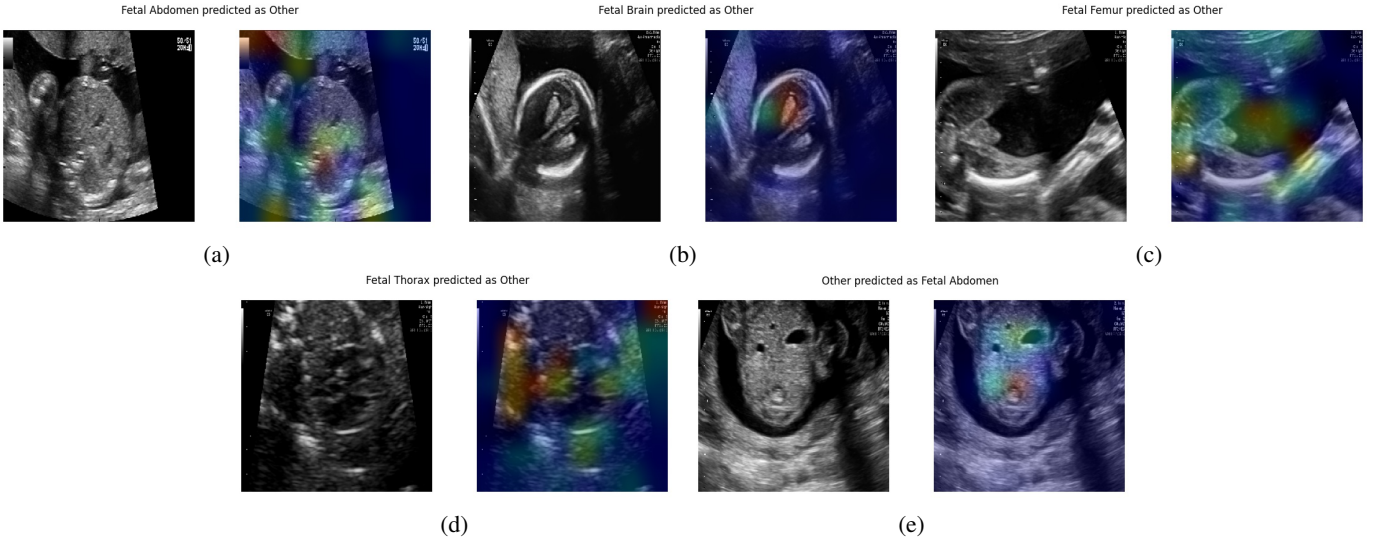 Fetal Abdomen predicted as Other
Fetal Brain predicted as Other
Fetal Femur predicted as Other
(a)
(b)
(c)
Fetal Thorax predicted as Other
Other predicted as Fetal Abdomen
(d)
(e)